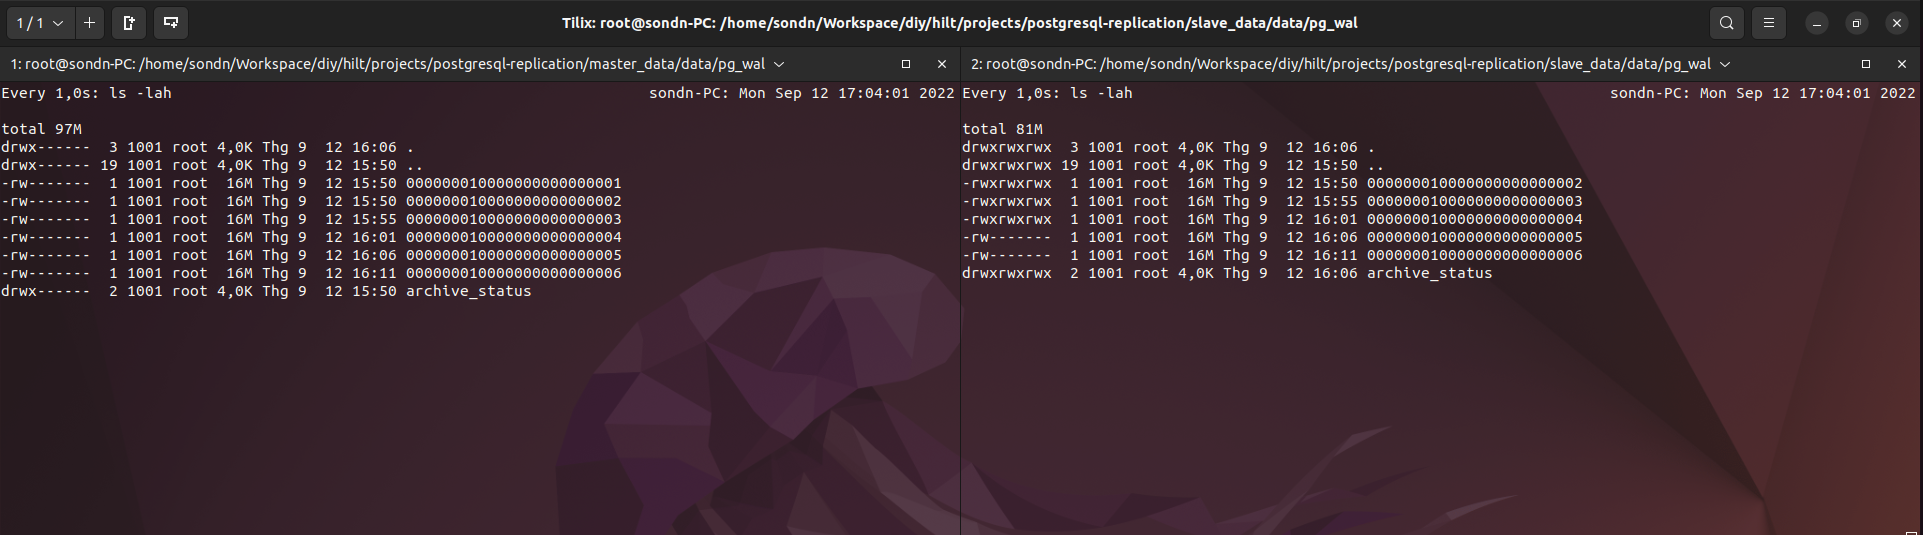 1 / 1
Tilix: root@sondn-PC: /home/sondn/Workspace/diy/hilt/projects/postgresql-replication/slave_data/data/pg_wal
1: root@sondn-PC: /home/sondn/Workspace/diy/hilt/projects/postgresql-replication/master_data/data/pg_wal
Every 1,0s: ls -lah sondn-PC: Mon Sep 12 17:04:01 2022
total 97M
drwx------  3 1001 root 4,0K Thg 9  12 16:06 .
drwx------ 19 1001 root 4,0K Thg 9  12 15:50 ..
-rw-------  1 1001 root  16M Thg 9  12 15:50 000000010000000000000001
-rw-------  1 1001 root  16M Thg 9  12 15:50 000000010000000000000002
-rw-------  1 1001 root  16M Thg 9  12 15:55 000000010000000000000003
-rw-------  1 1001 root  16M Thg 9  12 16:01 000000010000000000000004
-rw-------  1 1001 root  16M Thg 9  12 16:06 000000010000000000000005
-rw-------  1 1001 root  16M Thg 9  12 16:11 000000010000000000000006
drwx------  2 1001 root 4,0K Thg 9  12 15:50 archive_status
2: root@sondn-PC: /home/sondn/Workspace/diy/hilt/projects/postgresql-replication/slave_data/data/pg_wal
Every 1,0s: ls -lah sondn-PC: Mon Sep 12 17:04:01 2022
total 81M
drwxrwxrwx  3 1001 root 4,0K Thg 9  12 16:06 .
drwxrwxrwx 19 1001 root 4,0K Thg 9  12 15:50 ..
-rwxrwxrwx  1 1001 root  16M Thg 9  12 15:50 000000010000000000000002
-rwxrwxrwx  1 1001 root  16M Thg 9  12 15:55 000000010000000000000003
-rwxrwxrwx  1 1001 root  16M Thg 9  12 16:01 000000010000000000000004
-rw-------  1 1001 root  16M Thg 9  12 16:06 000000010000000000000005
-rw-------  1 1001 root  16M Thg 9  12 16:11 000000010000000000000006
drwxrwxrwx  2 1001 root 4,0K Thg 9  12 16:06 archive_status